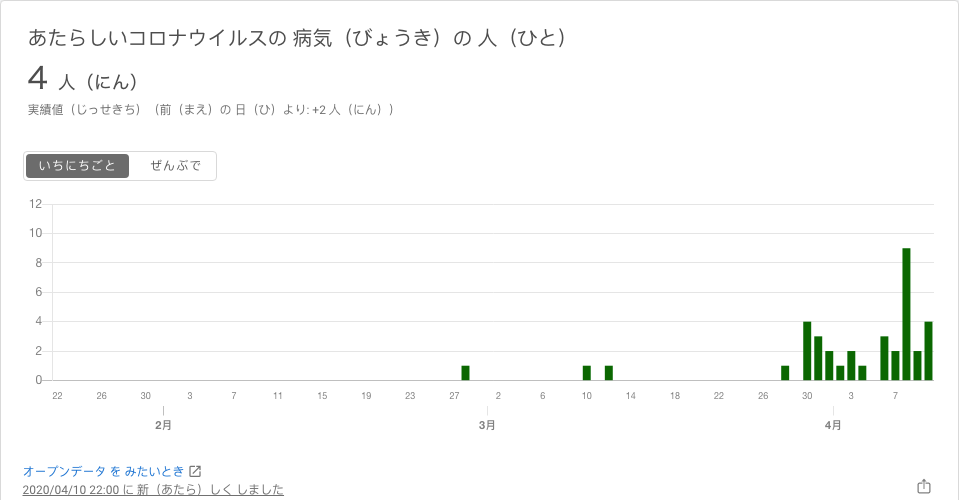 あたらしいコロナウイルスの 病気（びょうき）の 人（ひと）
4 人（にん）
実績値（じっせきち）（前（まえ）の 日（ひ）より: +2 人（にん））
いちにちごと ぜんぶで
12
10
8
6
4
2
0
22 26 30 3 7 11 15 19 23 27 2 6 10 14 18 22 26 30 3 7
2月 3月 4月
オープンデータ を みたいとき
2020/04/10 22:00 に 新（あたら）しく しました